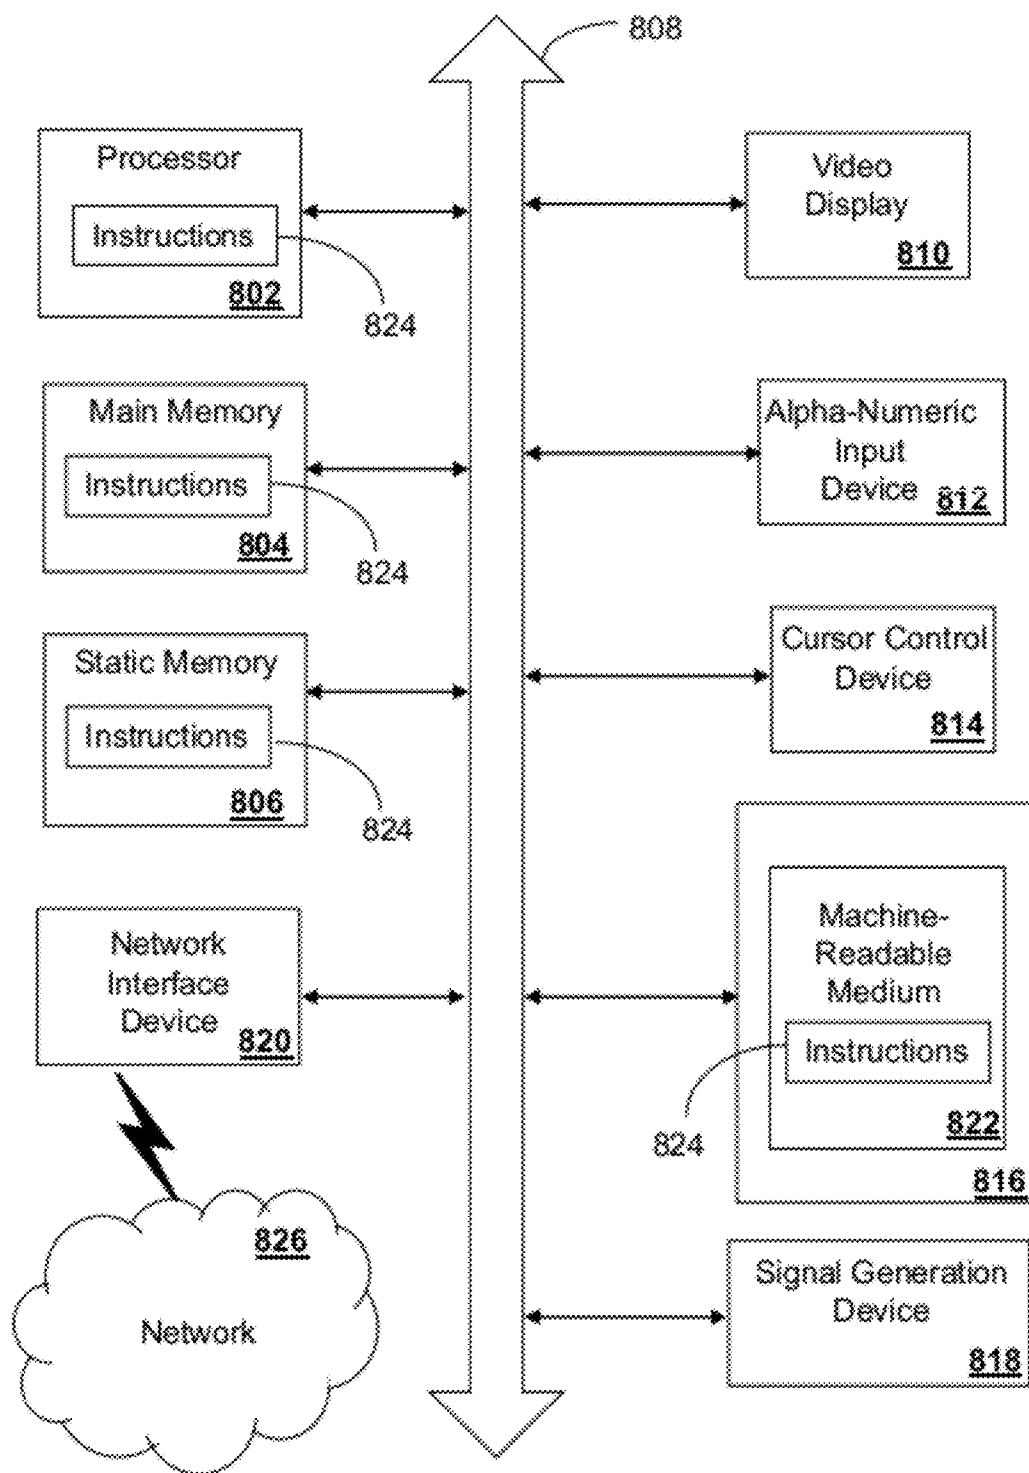 808
Processor
Instructions
802
824
Main Memory
Instructions
804
824
Static Memory
Instructions
806
824
Network
Interface
Device
820
826
Network
Video
Display
810
Alpha-Numeric
Input
Device
812
Cursor Control
Device
814
Machine-
Readable
Medium
Instructions
824
822
816
Signal Generation
Device
818